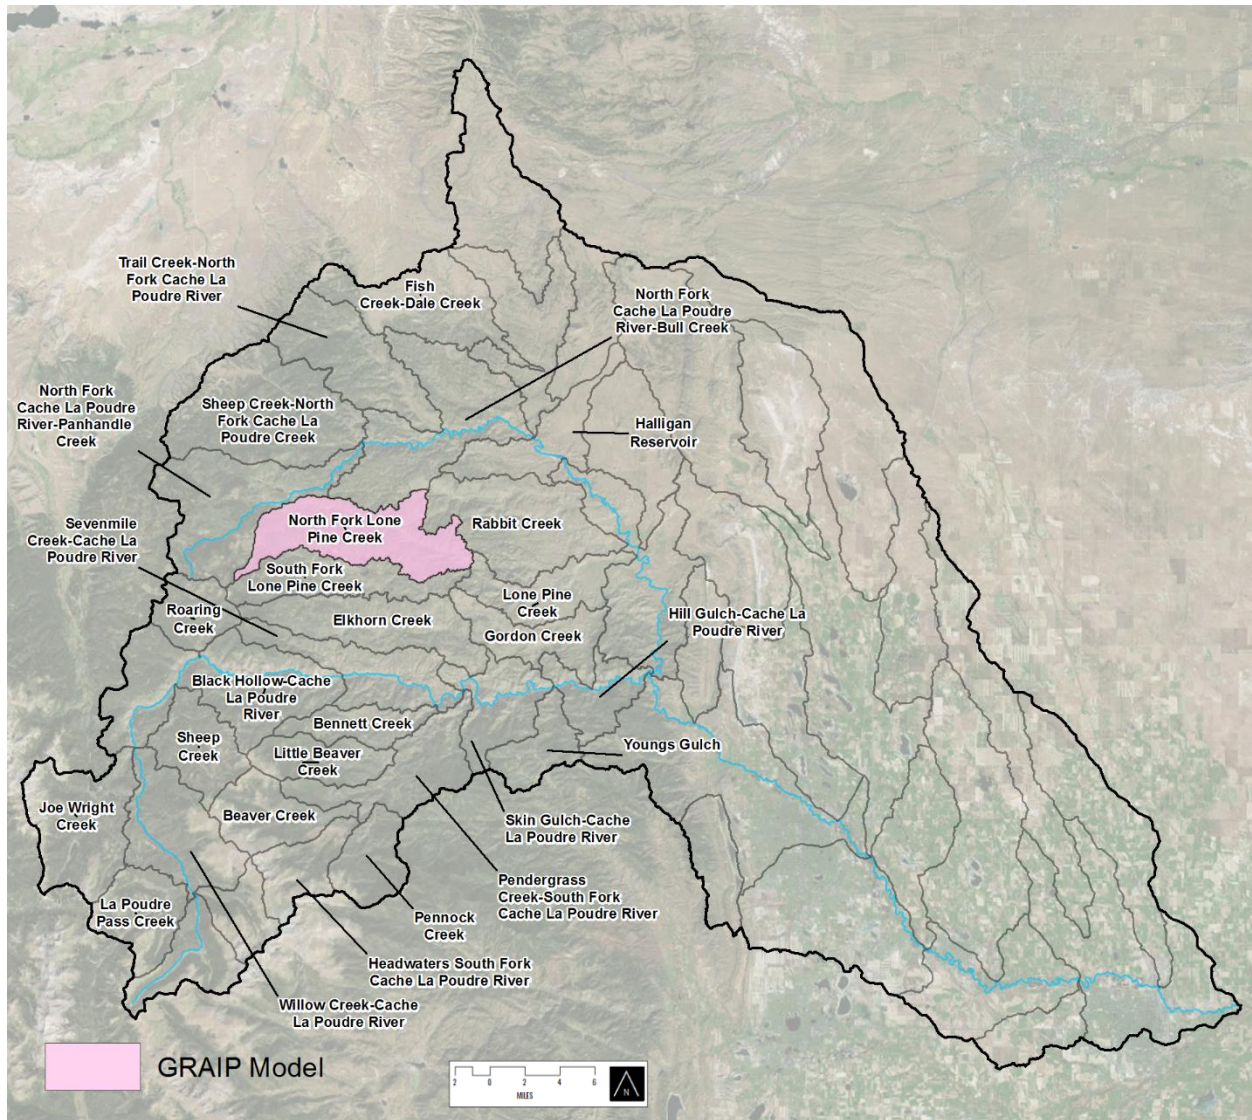 Trail Creek-North
Fork Cache La
Poudre River
Fish
Creek-Dale Creek
North Fork
Cache La Poudre
River-Bull Creek
North Fork
Cache La Poudre
River-Panhandle
Creek
Sheep Creek-North
Fork Cache La
Poudre Creek
Halligan
Reservoir
Sevenmile
Creek-Cache La
Poudre River
North Fork Lone
Pine Creek
Rabbit Creek
South Fork
Lone Pine Creek
Lone Pine
Creek
Roaring
Creek
Elkhorn Creek
Gordon Creek
Hill Gulch-Cache La
Poudre River
Black Hollow-Cache
La Poudre
River
Bennett Creek
Sheep
Creek
Little Beaver
Creek
Youngs Gulch
Joe Wright
Creek
Beaver Creek
Skin Gulch-Cache
La Poudre River
La Poudre
Pass Creek
Pendergrass
Creek-South Fork
Cache La Poudre River
Pennock
Creek
Headwaters South Fork
Cache La Poudre River
Willow Creek-Cache
La Poudre River
GRAIP Model
2 0 2 4 6
MILES
N